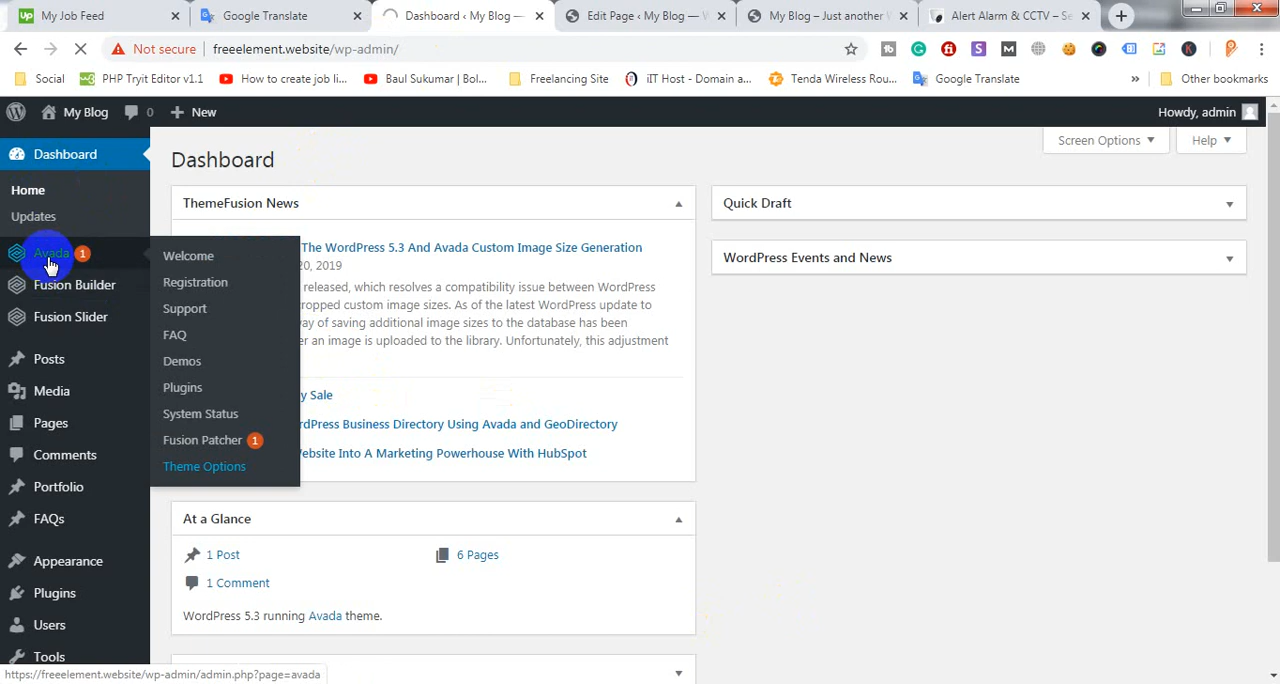 My Job Feed
Google Translate
Dashboard ‹ My Blog —
Edit Page ‹ My Blog — W
My Blog – Just another W
Alert Alarm & CCTV – Se
Not secure
freeelement.website/wp-admin/
Social
PHP Tryit Editor v1.1
How to create job li...
Baul Sukumar | Bol...
Freelancing Site
iIT Host - Domain a...
Tenda Wireless Rou...
Google Translate
»
Other bookmarks
My Blog
0
New
Howdy, admin
Screen Options
Help
Dashboard
Home
Updates
Avada 1
Fusion Builder
Fusion Slider
Posts
Media
Pages
Comments
Portfolio
FAQs
Appearance
Plugins
Users
Tools
Welcome
Registration
Support
FAQ
Demos
Plugins
System Status
Fusion Patcher 1
Theme Options
Dashboard
ThemeFusion News
The WordPress 5.3 And Avada Custom Image Size Generation
20, 2019
released, which resolves a compatibility issue between WordPress
cropped custom image sizes. As of the latest WordPress update to
way of saving additional image sizes to the database has been
er an image is uploaded to the library. Unfortunately, this adjustment
y Sale
rdPress Business Directory Using Avada and GeoDirectory
ebsite Into A Marketing Powerhouse With HubSpot
At a Glance
1 Post
6 Pages
1 Comment
WordPress 5.3 running Avada theme.
Quick Draft
WordPress Events and News
https://freeelement.website/wp-admin/admin.php?page=avada